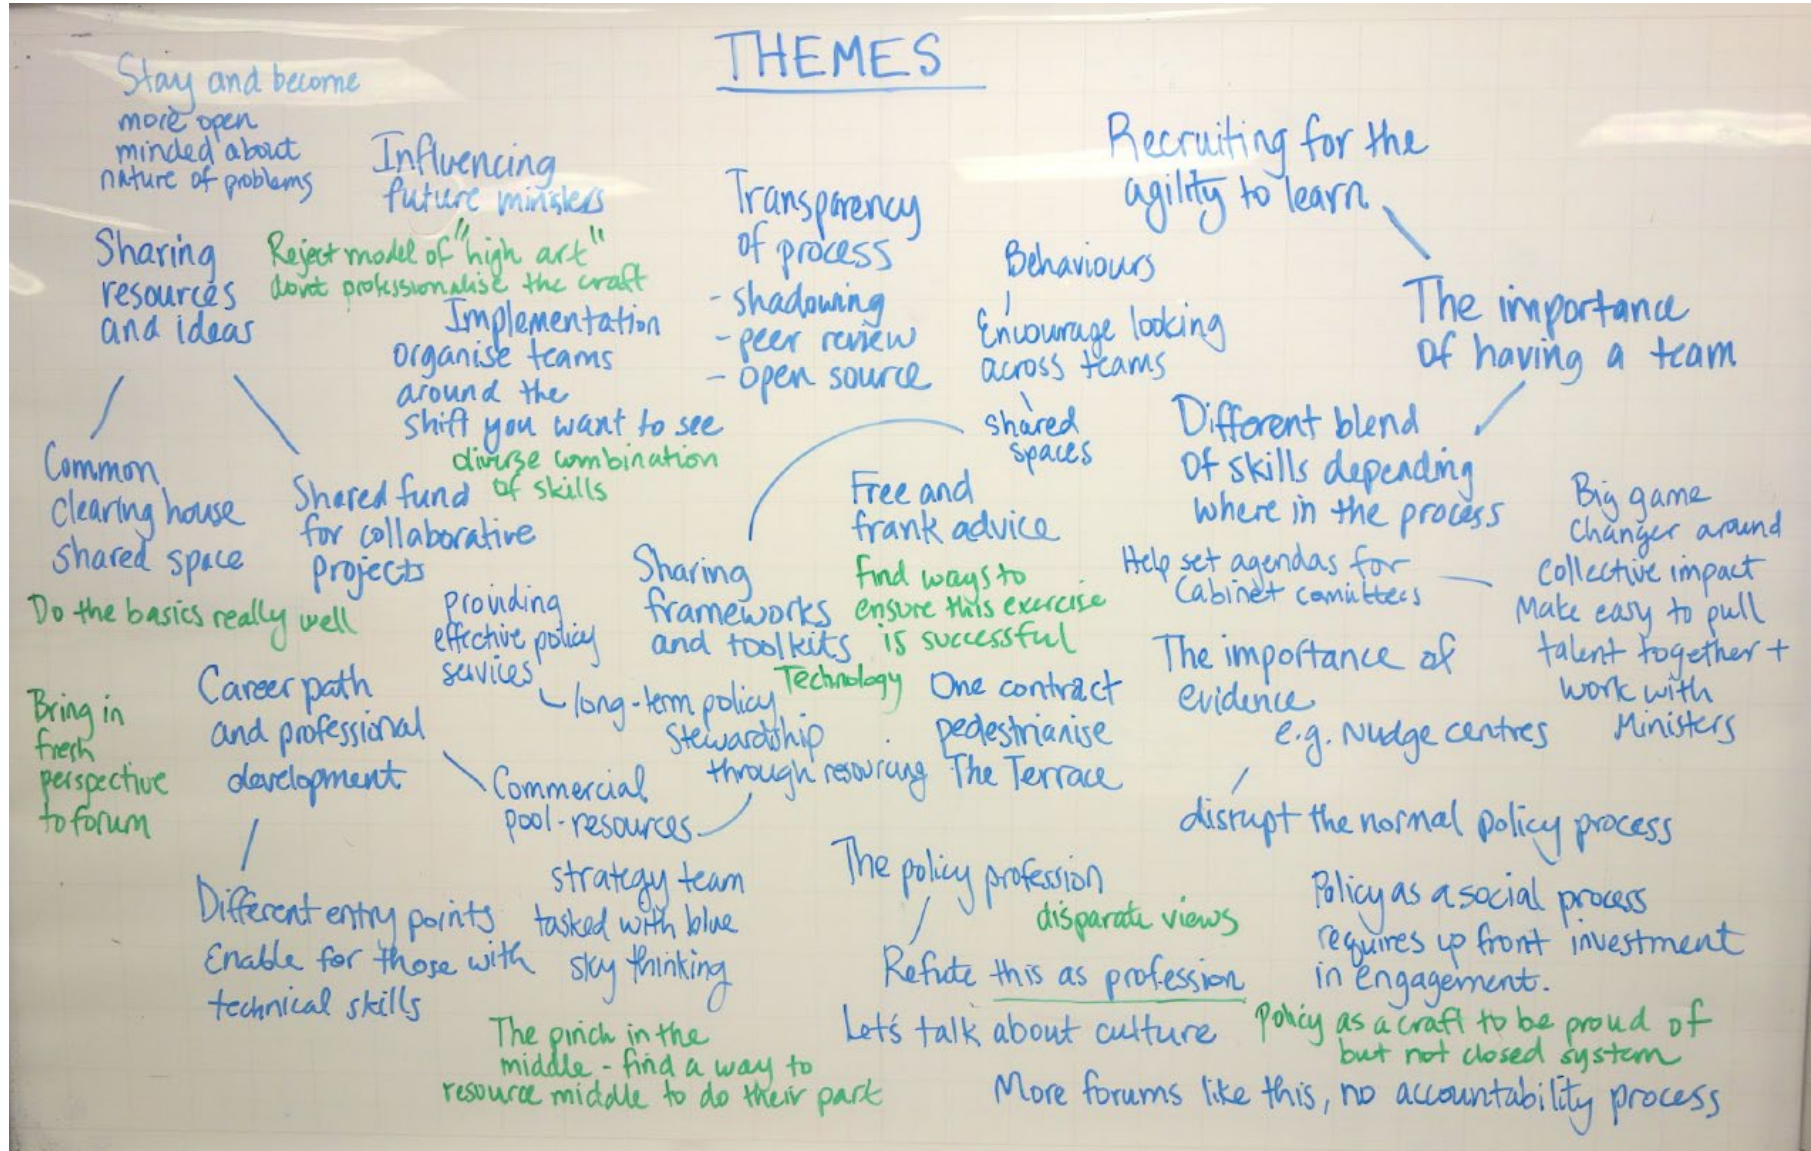 THEMES
Stay and become
more open
minded about
nature of problems
Influencing
future ministers
Reject model of "high art"
dont professionalise the craft
Sharing
resources
and ideas
Common
clearing house
shared space
Shared fund
for collaborative
projects
Implementation
organise teams
around the
shift you want to see
diverse combination
of skills
Transparency
of process
- shadowing
- peer review
- open source
Behaviours
Encourage looking
across teams
shared
spaces
Recruiting for the
agility to learn
The importance
of having a team
Different blend
of skills depending
where in the process
Big game
changer around
collective impact
Make easy to pull
talent together +
work with
Ministers
Help set agendas for
Cabinet committees
Free and
frank advice
find ways to
ensure this exercise
is successful
Sharing
frameworks
and toolkits
Technology
Do the basics really well
providing
effective policy
services
long-term policy
stewardship
through resourcing
One contract
pedestrianise
The Terrace
The importance of
evidence
e.g. Nudge centres
disrupt the normal policy process
Bring in
fresh
perspective
to forum
Career path
and professional
development
Commercial
pool-resources
Different entry points
Enable for those with
technical skills
strategy team
tasked with blue
sky thinking
The policy profession
disparate views
Refute this as profession
Let's talk about culture
Policy as a social process
requires up front investment
in engagement.
Policy as a craft to be proud of
but not closed system
The pinch in the
middle - find a way to
resource middle to do their part
More forums like this, no accountability process